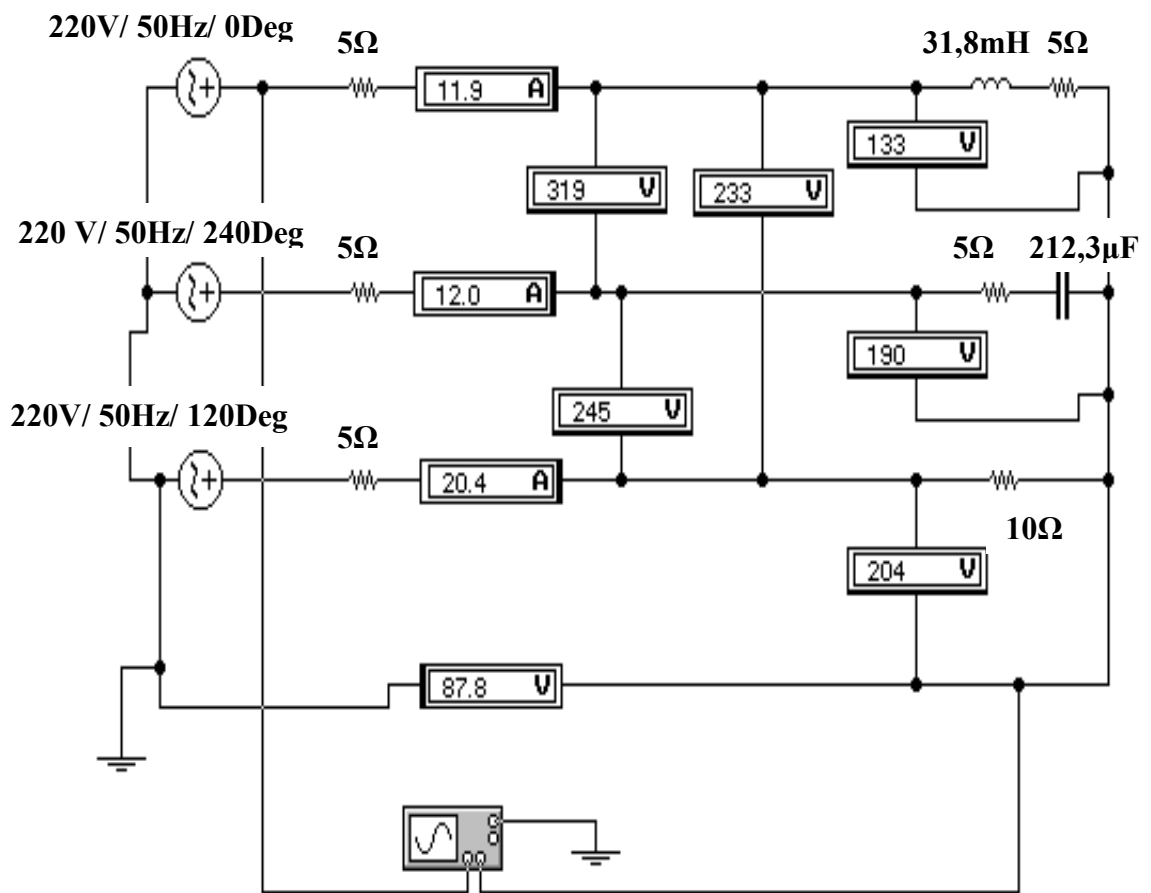 220V/ 50Hz/ 0Deg
5Ω
31,8mH 5Ω
11.9 A
133 V
319 V
233 V
220 V/ 50Hz/ 240Deg
5Ω
5Ω 212,3µF
12.0 A
190 V
245 V
220V/ 50Hz/ 120Deg
5Ω
20.4 A
10Ω
204 V
87.8 V